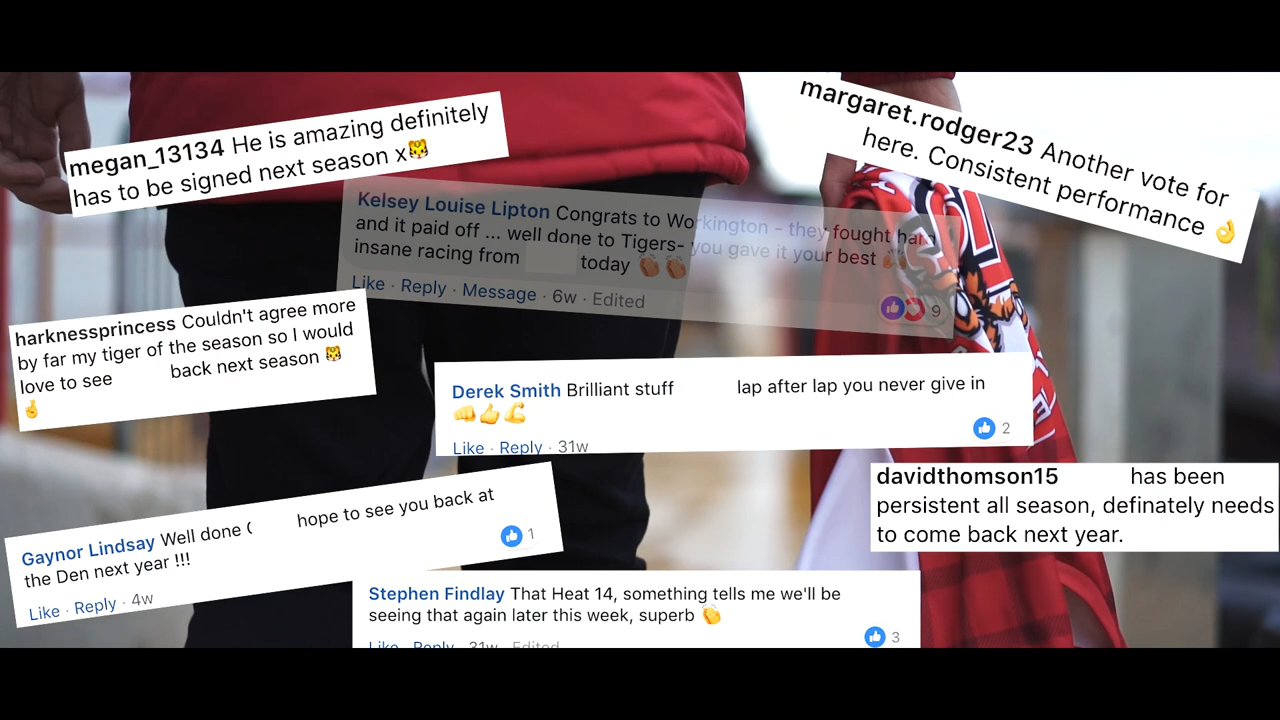 megan_13134 He is amazing definitely
has to be signed next season x🐯
margaret.rodger23 Another vote for
here. Consistent performance 👌
Kelsey Louise Lipton Congrats to Workington - they fought hard
and it paid off ... well done to Tigers- you gave it your best 👏
insane racing from today 👏👏
Like · Reply · Message · 6w · Edited
9
harknessprincess Couldn't agree more
by far my tiger of the season so I would
love to see back next season 🐯
🤞
Derek Smith Brilliant stuff lap after lap you never give in
👊👍💪
Like · Reply · 31w
2
davidthomson15 has been
persistent all season, definately needs
to come back next year.
Gaynor Lindsay Well done ( hope to see you back at
the Den next year !!!
Like · Reply · 4w
1
Stephen Findlay That Heat 14, something tells me we'll be
seeing that again later this week, superb 👏
Like · Reply · 31w · Edited
3